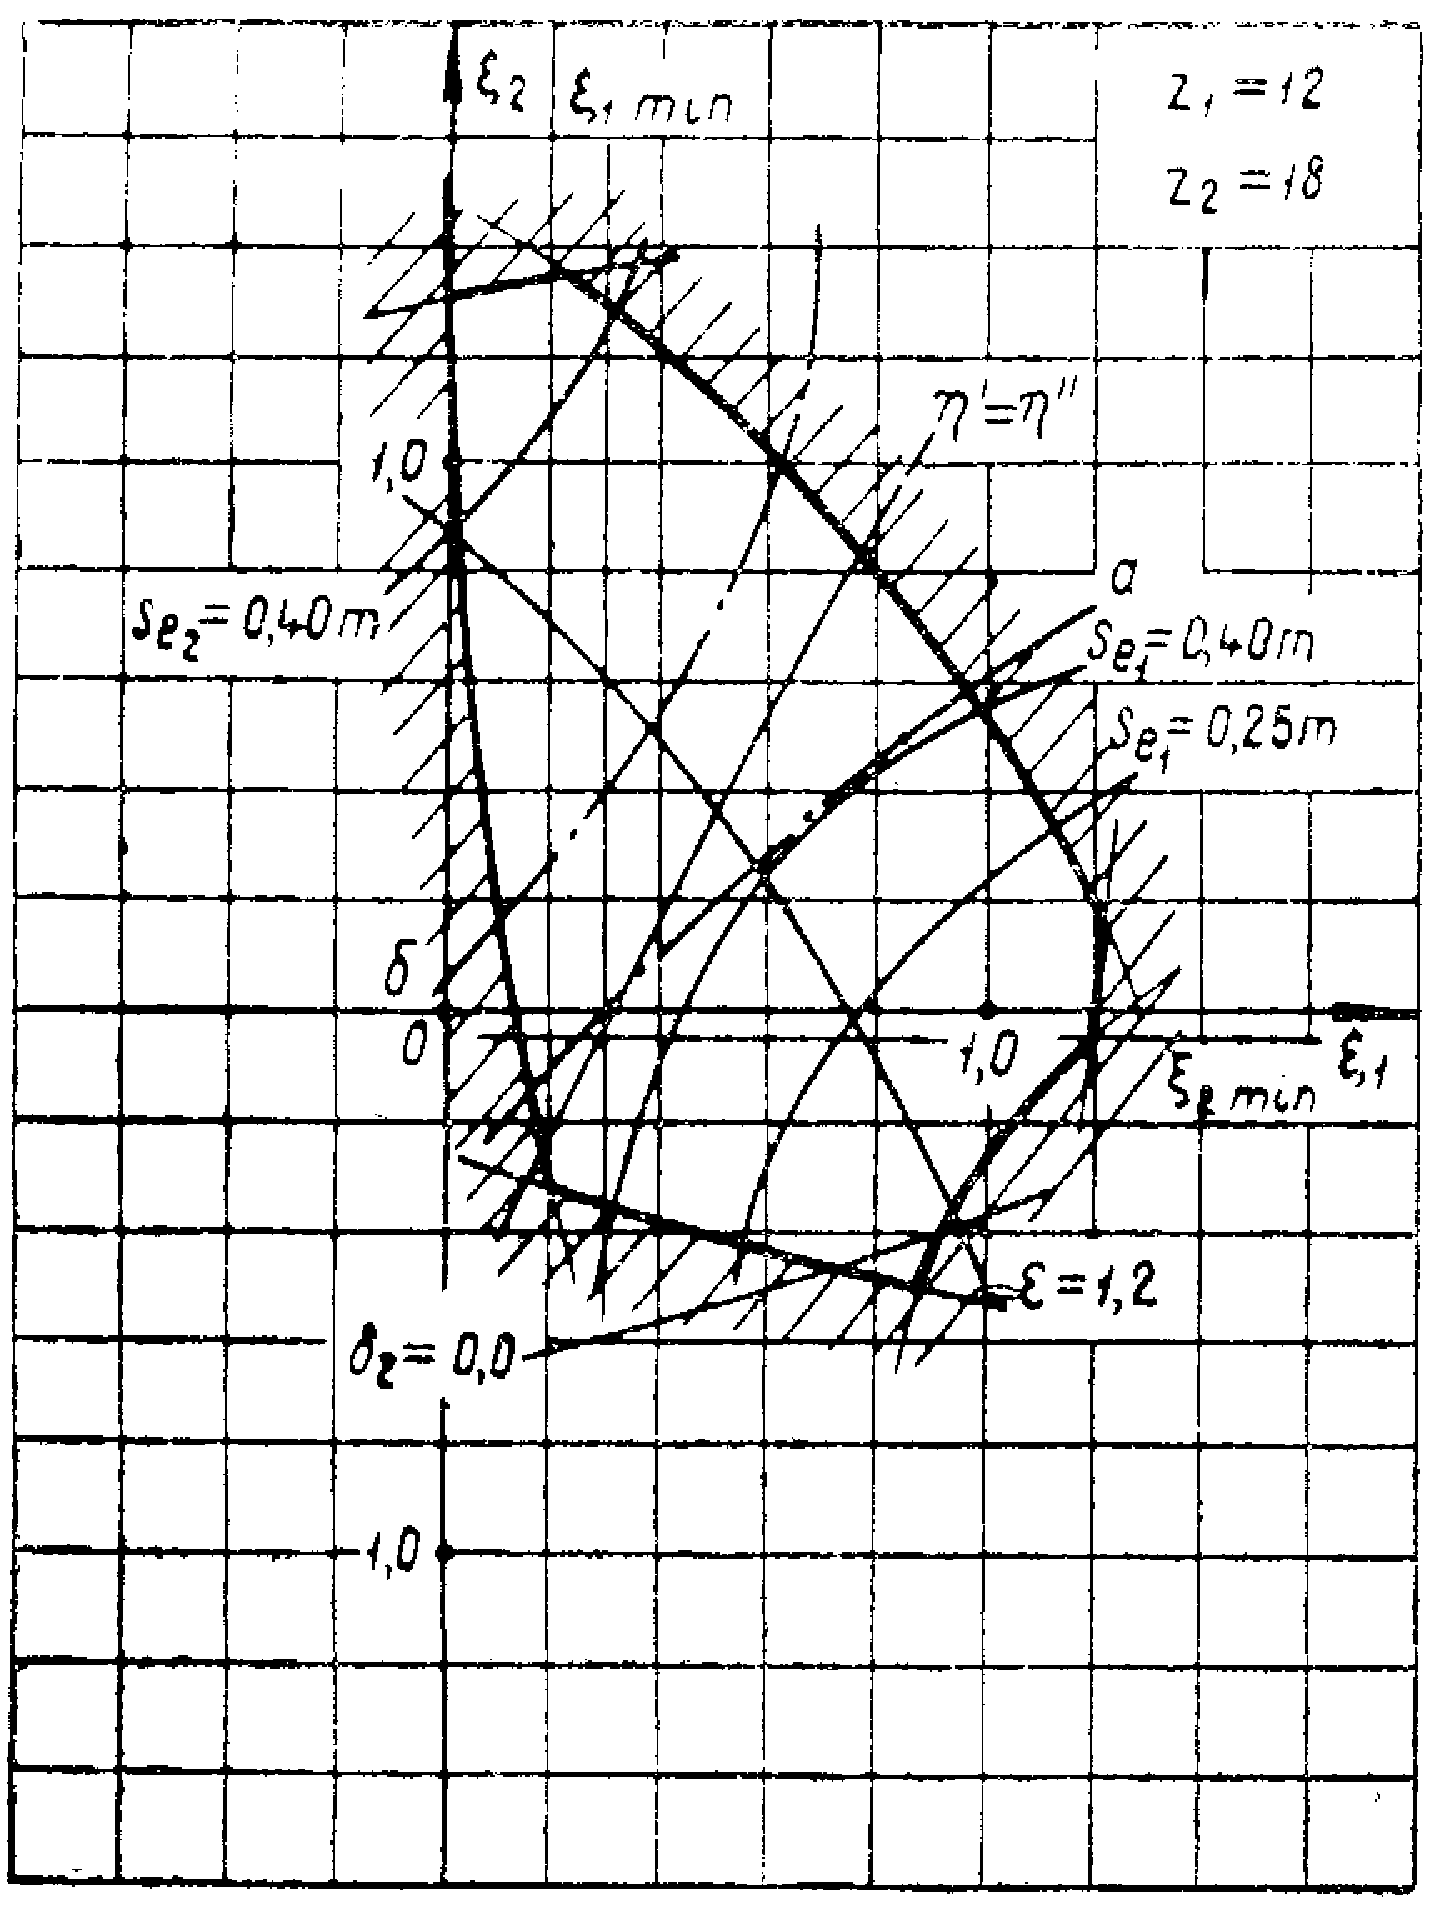 ξ₂ ξ₁ min
z₁ = 12
z₂ = 18
η' = η''
1,0
a
Se₂ = 0,40m
Se₁ = 0,40m
Se₁ = 0,25m
б
0
1,0
ξ₂ min
ξ₁
ε = 1,2
δ₂ = 0,0
1,0